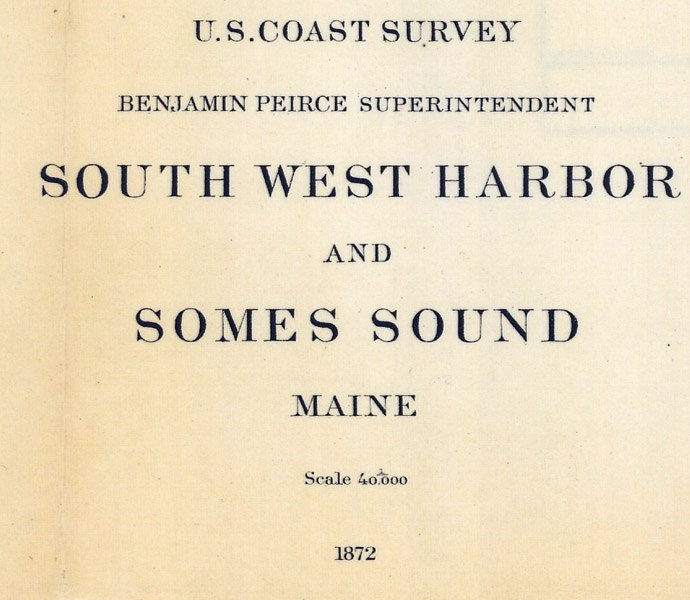 U.S. COAST SURVEY
BENJAMIN PEIRCE SUPERINTENDENT
SOUTH WEST HARBOR
AND
SOMES SOUND
MAINE
Scale 1/40.000
1872